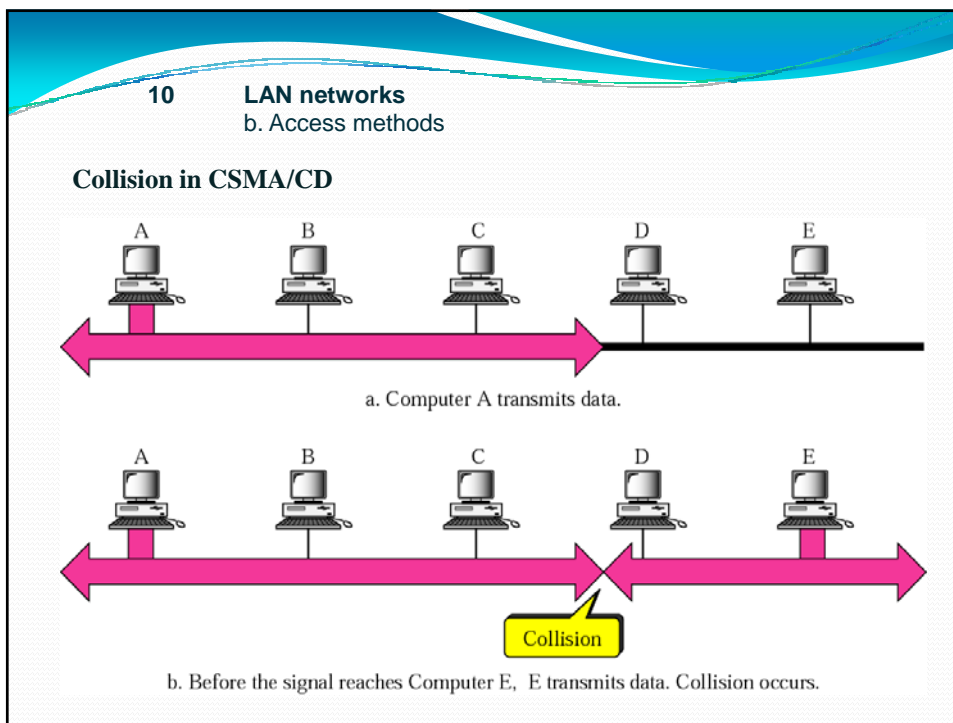 10 LAN networks
b. Access methods
Collision in CSMA/CD
A B C D E
a. Computer A transmits data.
A B C D E
Collision
b. Before the signal reaches Computer E, E transmits data. Collision occurs.